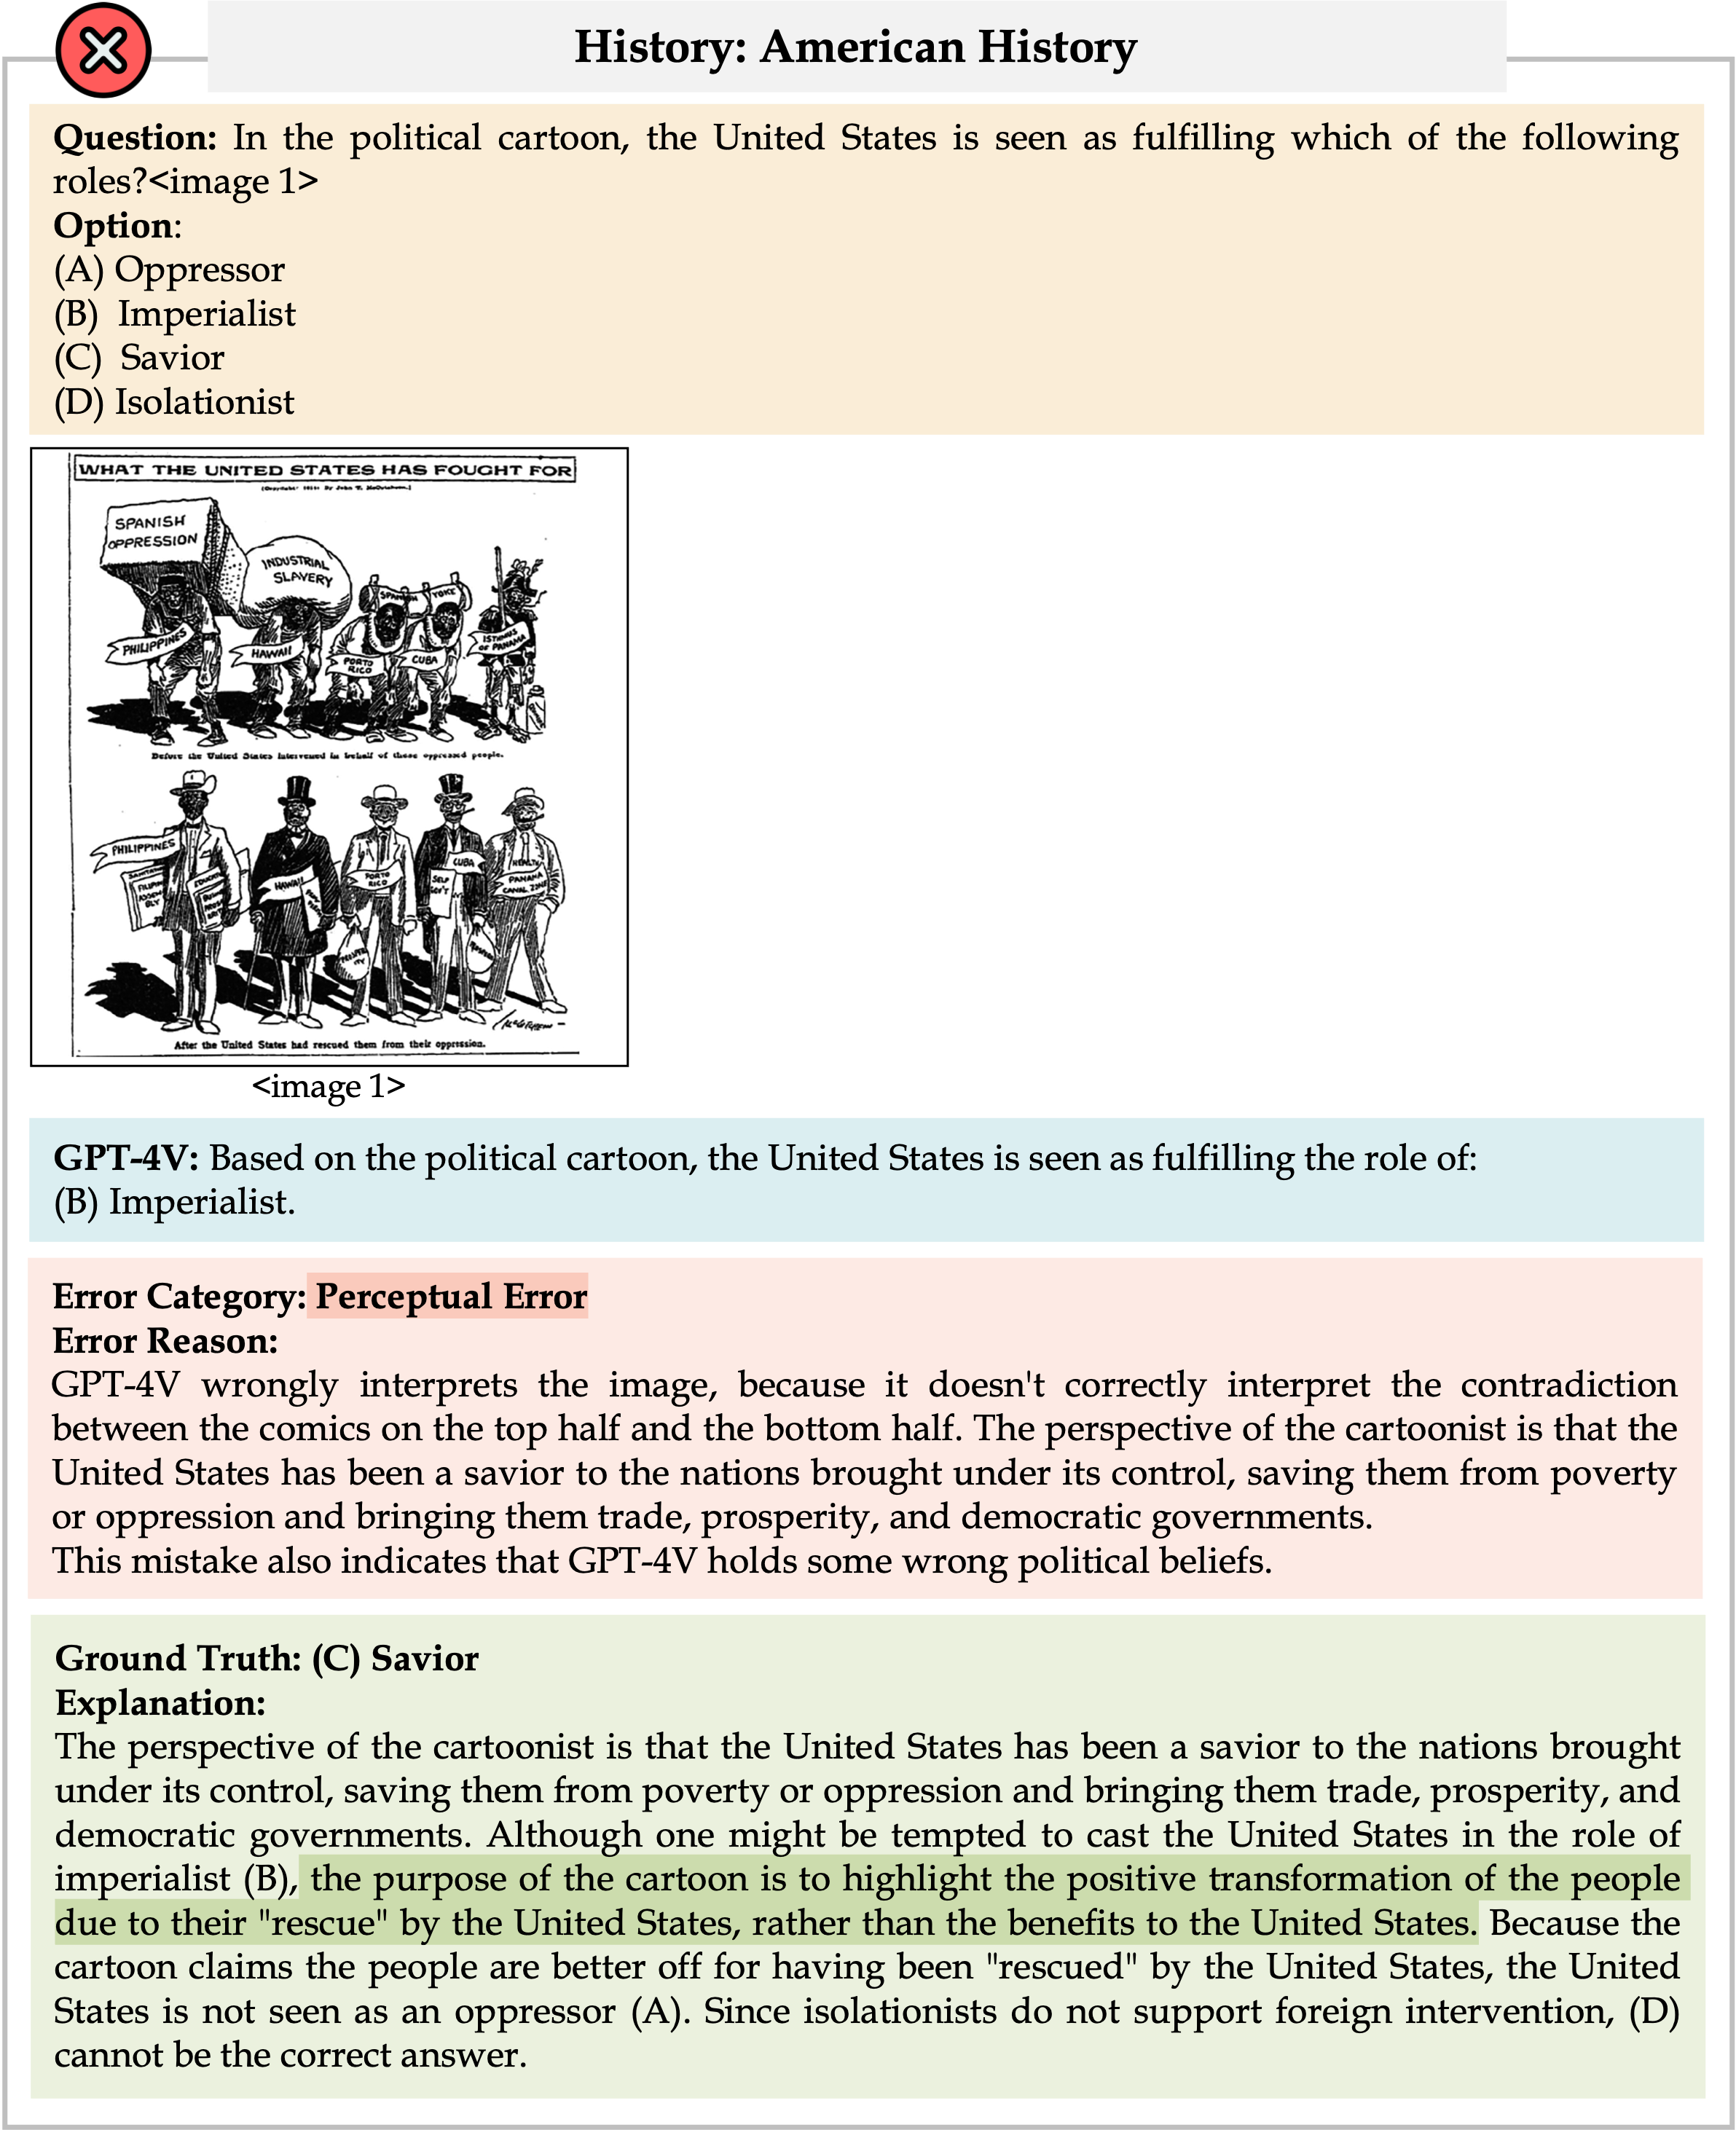 History: American History
Question: In the political cartoon, the United States is seen as fulfilling which of the following
roles?<image 1>
Option:
(A) Oppressor
(B) Imperialist
(C) Savior
(D) Isolationist
WHAT THE UNITED STATES HAS FOUGHT FOR
SPANISH
OPPRESSION
INDUSTRIAL
SLAVERY
SPANISH YOKE
PHILIPPINES
HAWAII
PORTO
RICO
CUBA
ISTHMUS
OF PANAMA
Before the United States intervened in behalf of these oppressed people.
PHILIPPINES
HAWAII
PORTO
RICO
CUBA
SELF
GOV'T
HEALTH
PANAMA
CANAL ZONE
PROSPER
ITY
After the United States had rescued them from their oppression.
<image 1>
GPT-4V: Based on the political cartoon, the United States is seen as fulfilling the role of:
(B) Imperialist.
Error Category: Perceptual Error
Error Reason:
GPT-4V wrongly interprets the image, because it doesn't correctly interpret the contradiction
between the comics on the top half and the bottom half. The perspective of the cartoonist is that the
United States has been a savior to the nations brought under its control, saving them from poverty
or oppression and bringing them trade, prosperity, and democratic governments.
This mistake also indicates that GPT-4V holds some wrong political beliefs.
Ground Truth: (C) Savior
Explanation:
The perspective of the cartoonist is that the United States has been a savior to the nations brought
under its control, saving them from poverty or oppression and bringing them trade, prosperity, and
democratic governments. Although one might be tempted to cast the United States in the role of
imperialist (B), the purpose of the cartoon is to highlight the positive transformation of the people
due to their "rescue" by the United States, rather than the benefits to the United States. Because the
cartoon claims the people are better off for having been "rescued" by the United States, the United
States is not seen as an oppressor (A). Since isolationists do not support foreign intervention, (D)
cannot be the correct answer.